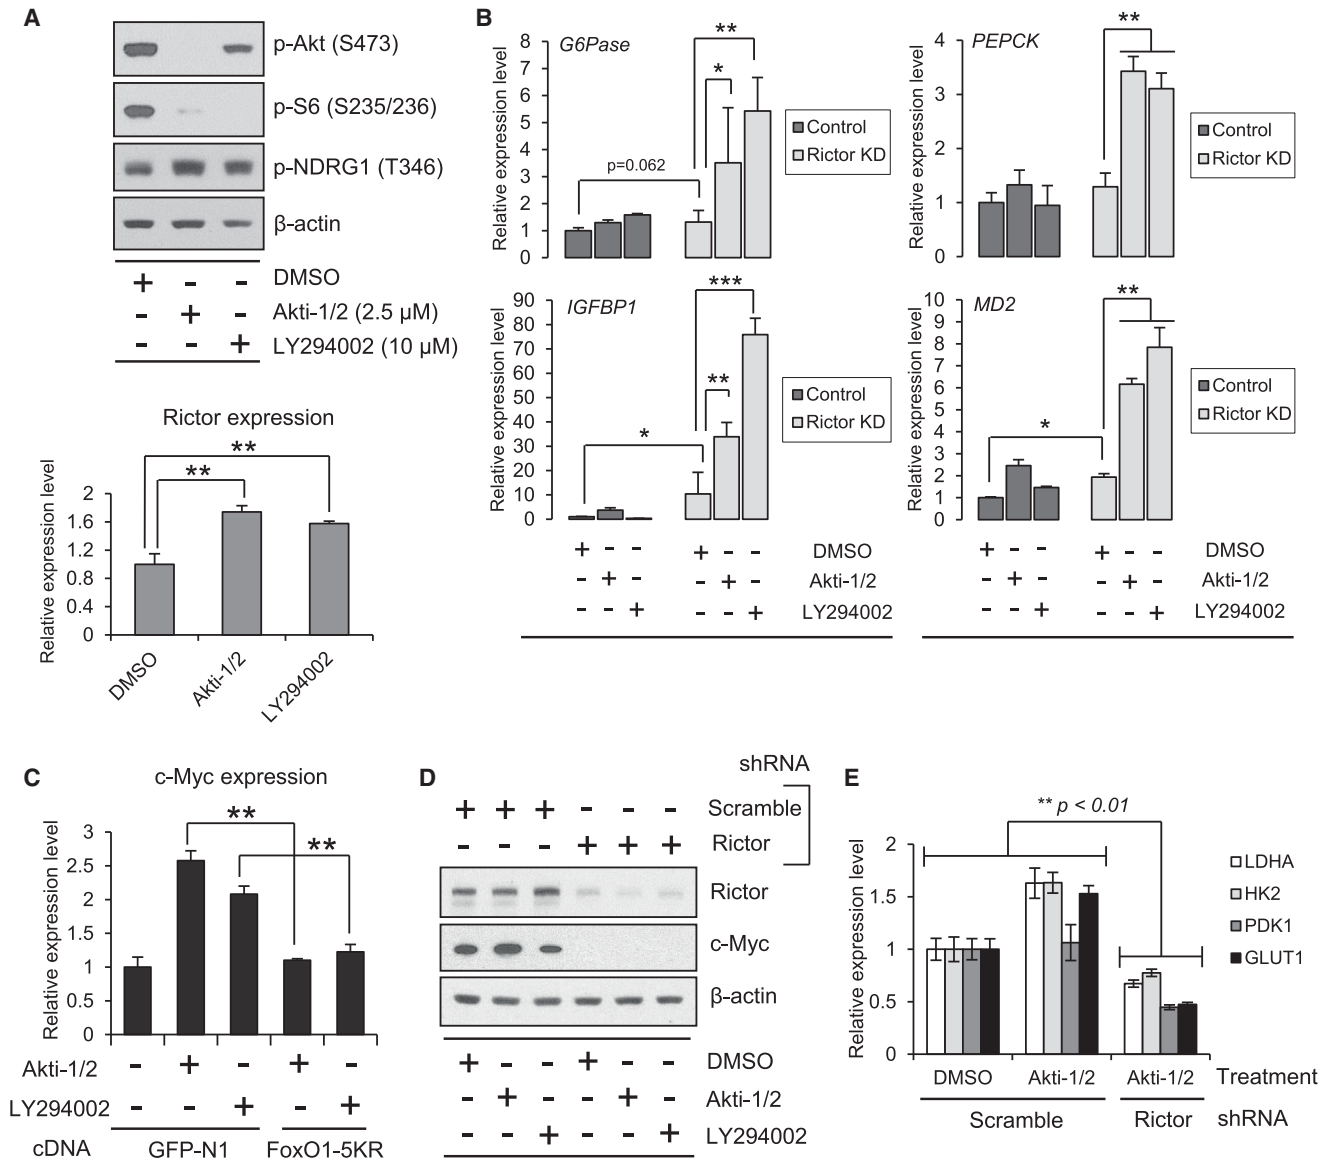 A
p-Akt (S473)
p-S6 (S235/236)
p-NDRG1 (T346)
β-actin
+ - - DMSO
- + - Akti-1/2 (2.5 µM)
- - + LY294002 (10 µM)
Rictor expression
**
**
Relative expression level
2
1.6
1.2
0.8
0.4
0
DMSO
Akti-1/2
LY294002
B
G6Pase
Relative expression level
8
7
6
5
4
3
2
1
0
p=0.062
*
**
Control
Rictor KD
PEPCK
Relative expression level
4
3
2
1
0
**
Control
Rictor KD
IGFBP1
Relative expression level
90
80
70
60
50
40
30
20
10
0
*
**
***
Control
Rictor KD
MD2
Relative expression level
10
9
8
7
6
5
4
3
2
1
0
*
**
Control
Rictor KD
+ - - + - - DMSO
- + - - + - Akti-1/2
- - + - - + LY294002
+ - - + - - DMSO
- + - - + - Akti-1/2
- - + - - + LY294002
C
c-Myc expression
Relative expression level
3
2.5
2
1.5
1
0.5
0
**
**
Akti-1/2 - + - + -
LY294002 - - + - +
cDNA GFP-N1 FoxO1-5KR
D
shRNA
+ + + - - - Scramble
- - - + + + Rictor
Rictor
c-Myc
β-actin
+ - - + - - DMSO
- + - - + - Akti-1/2
- - + - - + LY294002
E
** p < 0.01
Relative expression level
2
1.5
1
0.5
0
LDHA
HK2
PDK1
GLUT1
DMSO Akti-1/2 Akti-1/2 Treatment
Scramble Rictor shRNA